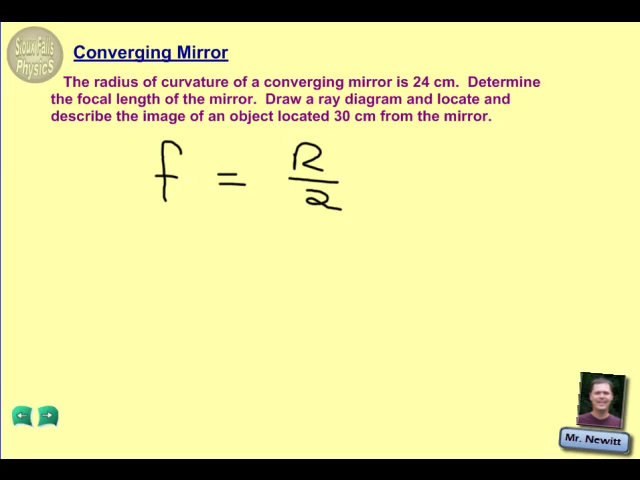 Sioux Falls
PhysicS
Converging Mirror
The radius of curvature of a converging mirror is 24 cm. Determine
the focal length of the mirror. Draw a ray diagram and locate and
describe the image of an object located 30 cm from the mirror.
f = R/2
Mr. Newitt